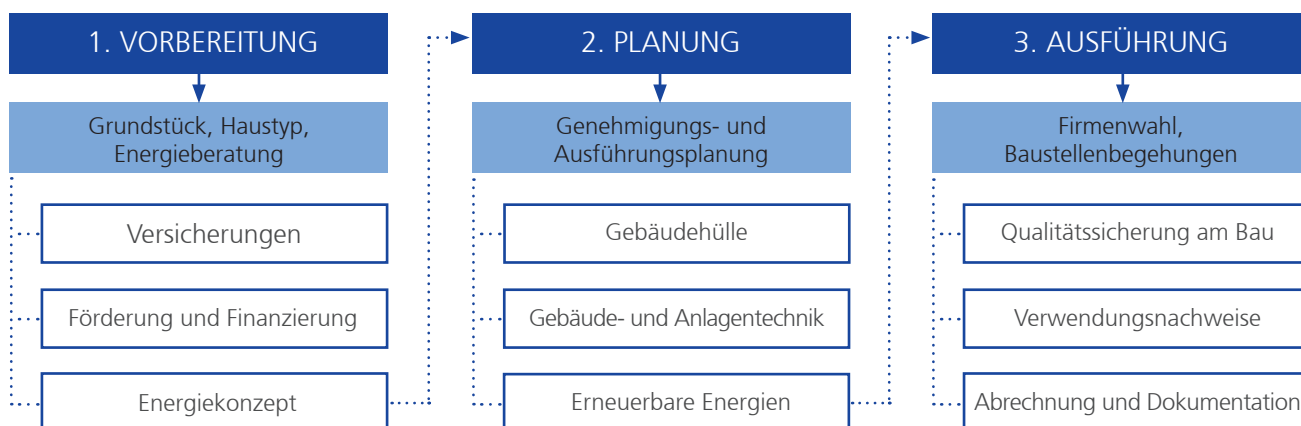 1. VORBEREITUNG
Grundstück, Haustyp,
Energieberatung
Versicherungen
Förderung und Finanzierung
Energiekonzept
2. PLANUNG
Genehmigungs- und
Ausführungsplanung
Gebäudehülle
Gebäude- und Anlagentechnik
Erneuerbare Energien
3. AUSFÜHRUNG
Firmenwahl,
Baustellenbegehungen
Qualitätssicherung am Bau
Verwendungsnachweise
Abrechnung und Dokumentation